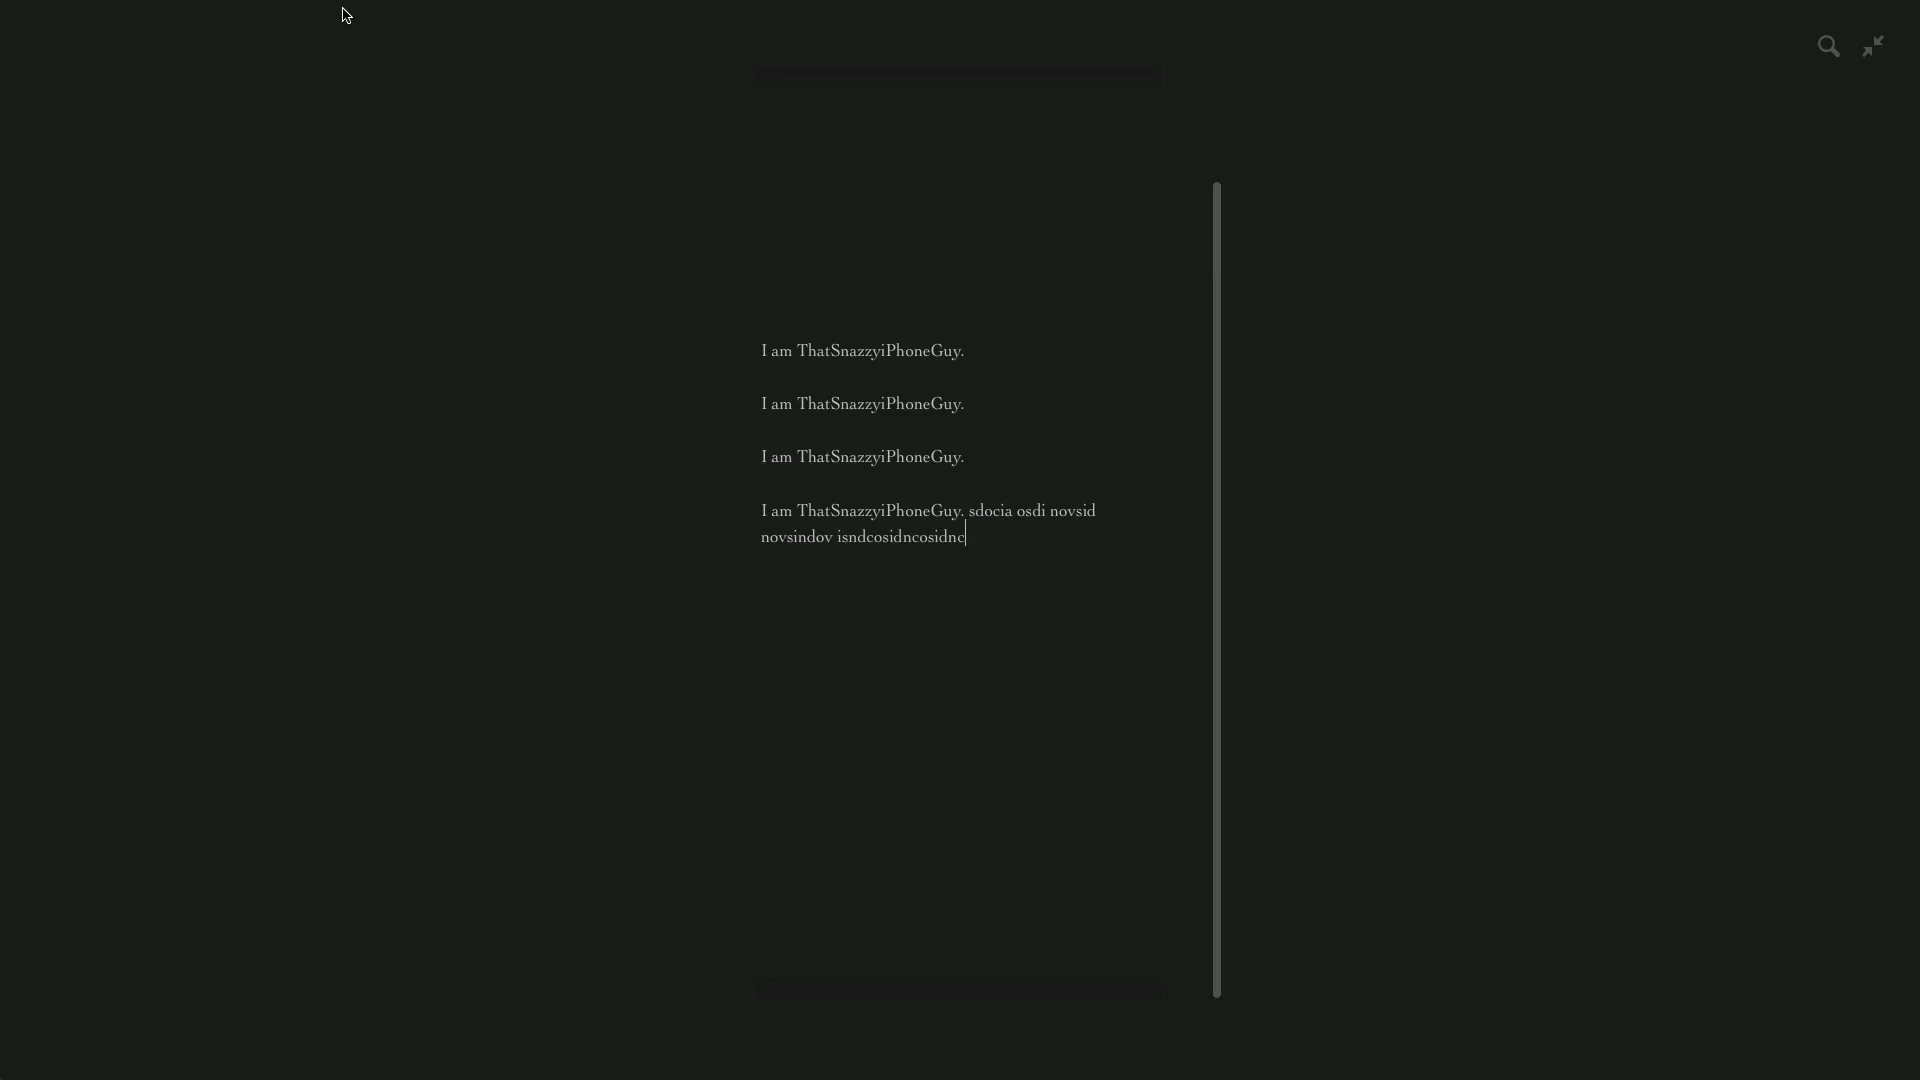 I am ThatSnazzyiPhoneGuy.
I am ThatSnazzyiPhoneGuy.
I am ThatSnazzyiPhoneGuy.
I am ThatSnazzyiPhoneGuy. sdocia osdi novsid
novsindov isndcosidncosidnc